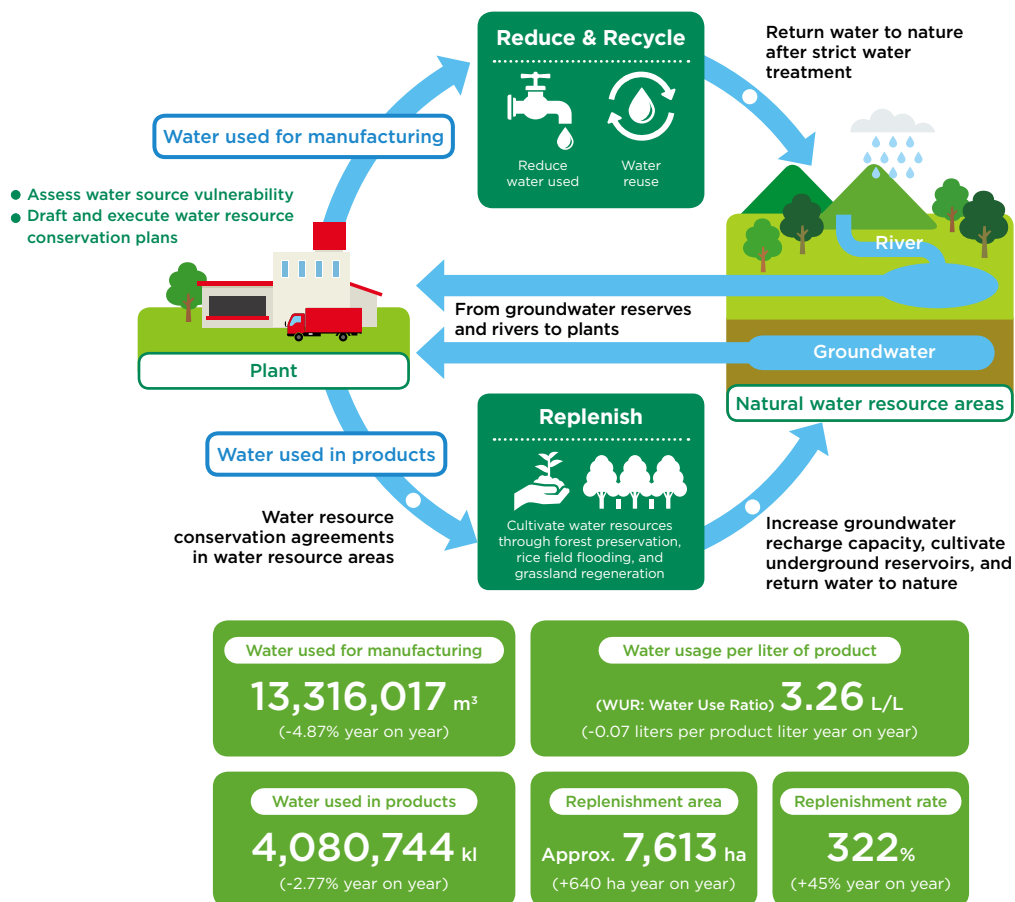 Reduce & Recycle
Reduce
water used
Water
reuse
Return water to nature
after strict water
treatment
Water used for manufacturing
● Assess water source vulnerability
● Draft and execute water resource
conservation plans
River
From groundwater reserves
and rivers to plants
Groundwater
Plant
Natural water resource areas
Replenish
Cultivate water resources
through forest preservation,
rice field flooding, and
grassland regeneration
Water used in products
Water resource
conservation agreements
in water resource areas
Increase groundwater
recharge capacity, cultivate
underground reservoirs, and
return water to nature
Water used for manufacturing
13,316,017 m³
(-4.87% year on year)
Water usage per liter of product
(WUR: Water Use Ratio) 3.26 L/L
(-0.07 liters per product liter year on year)
Water used in products
4,080,744 kl
(-2.77% year on year)
Replenishment area
Approx. 7,613 ha
(+640 ha year on year)
Replenishment rate
322%
(+45% year on year)